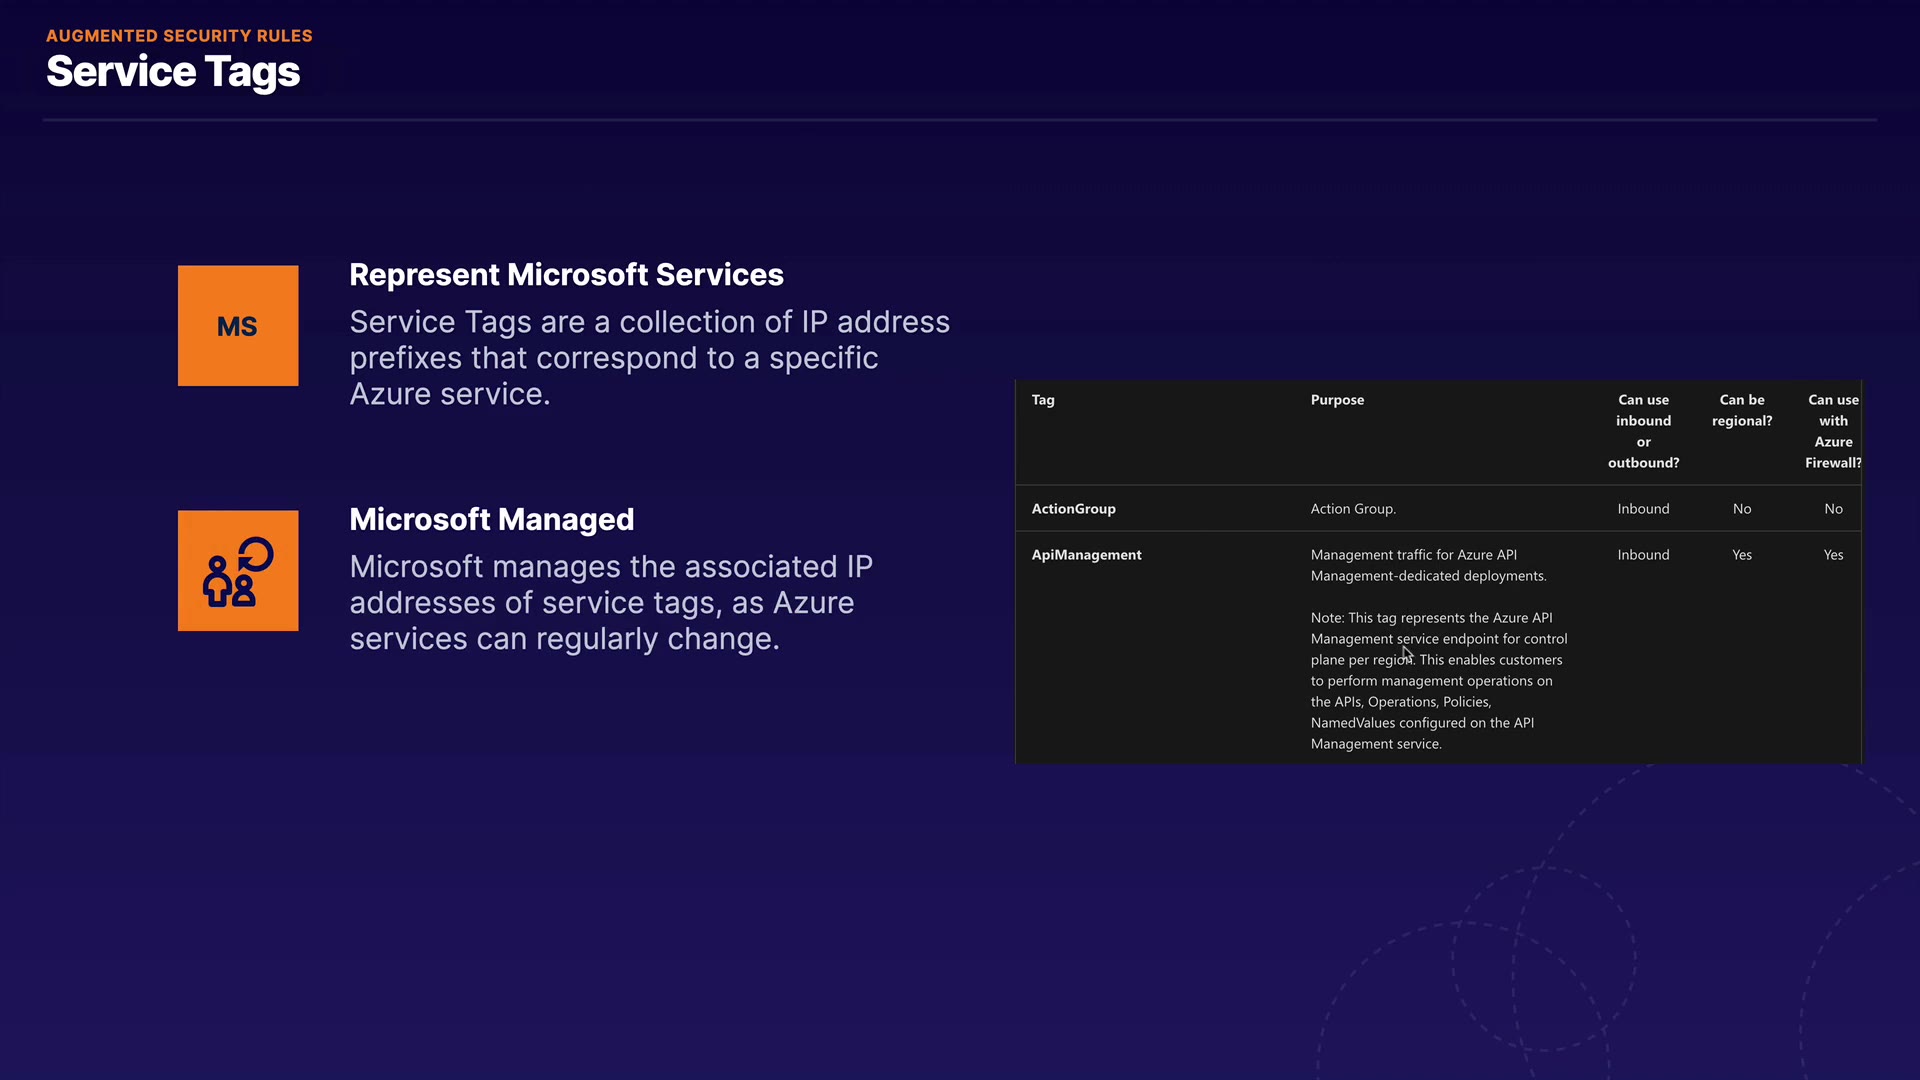 AUGMENTED SECURITY RULES
Service Tags
MS
Represent Microsoft Services
Service Tags are a collection of IP address
prefixes that correspond to a specific
Azure service.
Microsoft Managed
Microsoft manages the associated IP
addresses of service tags, as Azure
services can regularly change.
Tag
Purpose
Can use
inbound
or
outbound?
Can be
regional?
Can use
with
Azure
Firewall?
ActionGroup
Action Group.
Inbound
No
No
ApiManagement
Management traffic for Azure API
Management-dedicated deployments.
Note: This tag represents the Azure API
Management service endpoint for control
plane per region. This enables customers
to perform management operations on
the APIs, Operations, Policies,
NamedValues configured on the API
Management service.
Inbound
Yes
Yes